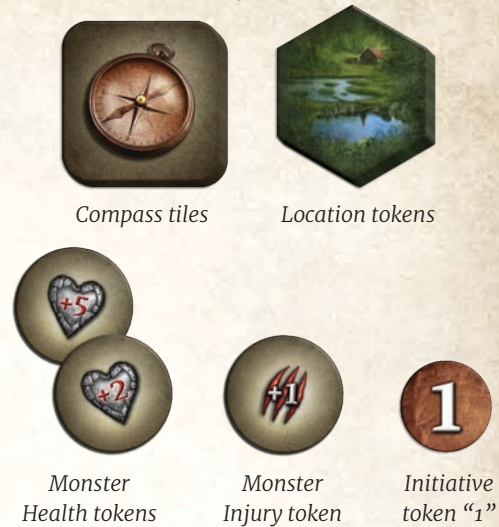 Compass tiles
Location tokens
+5
+2
+1
1
Monster
Health tokens
Monster
Injury token
Initiative
token “1”